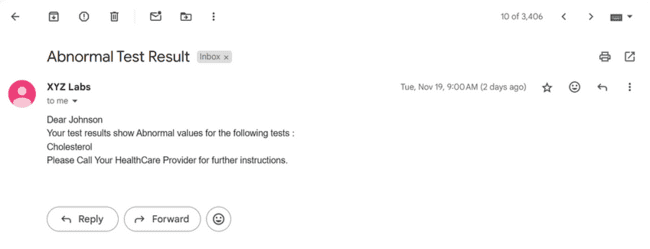 10 of 3,406
Abnormal Test Result Inbox x
XYZ Labs Tue, Nov 19, 9:00 AM (2 days ago)
to me
Dear Johnson
Your test results show Abnormal values for the following tests :
Cholesterol
Please Call Your HealthCare Provider for further instructions.
Reply Forward